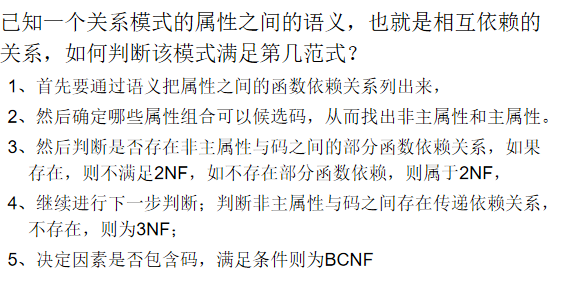 已知一个关系模式的属性之间的语义，也就是相互依赖的
关系，如何判断该模式满足第几范式？
1、首先要通过语义把属性之间的函数依赖关系列出来，
2、然后确定哪些属性组合可以候选码，从而找出非主属性和主属性。
3、然后判断是否存在非主属性与码之间的部分函数依赖关系，如果
存在，则不满足2NF，如不存在部分函数依赖，则属于2NF，
4、继续进行下一步判断；判断非主属性与码之间存在传递依赖关系，
不存在，则为3NF；
5、决定因素是否包含码，满足条件则为BCNF